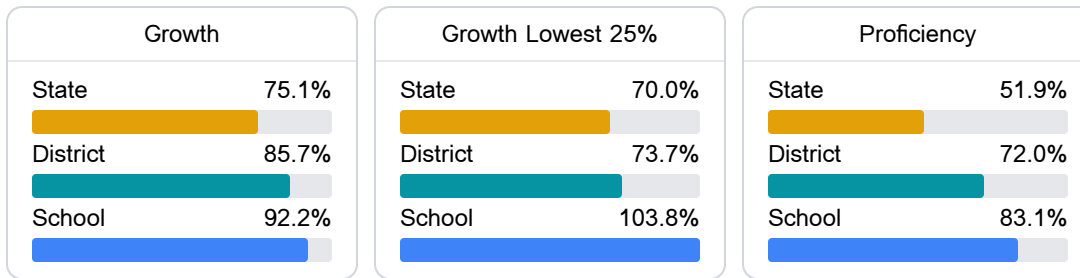 Growth
State 75.1%
District 85.7%
School 92.2%
Growth Lowest 25%
State 70.0%
District 73.7%
School 103.8%
Proficiency
State 51.9%
District 72.0%
School 83.1%